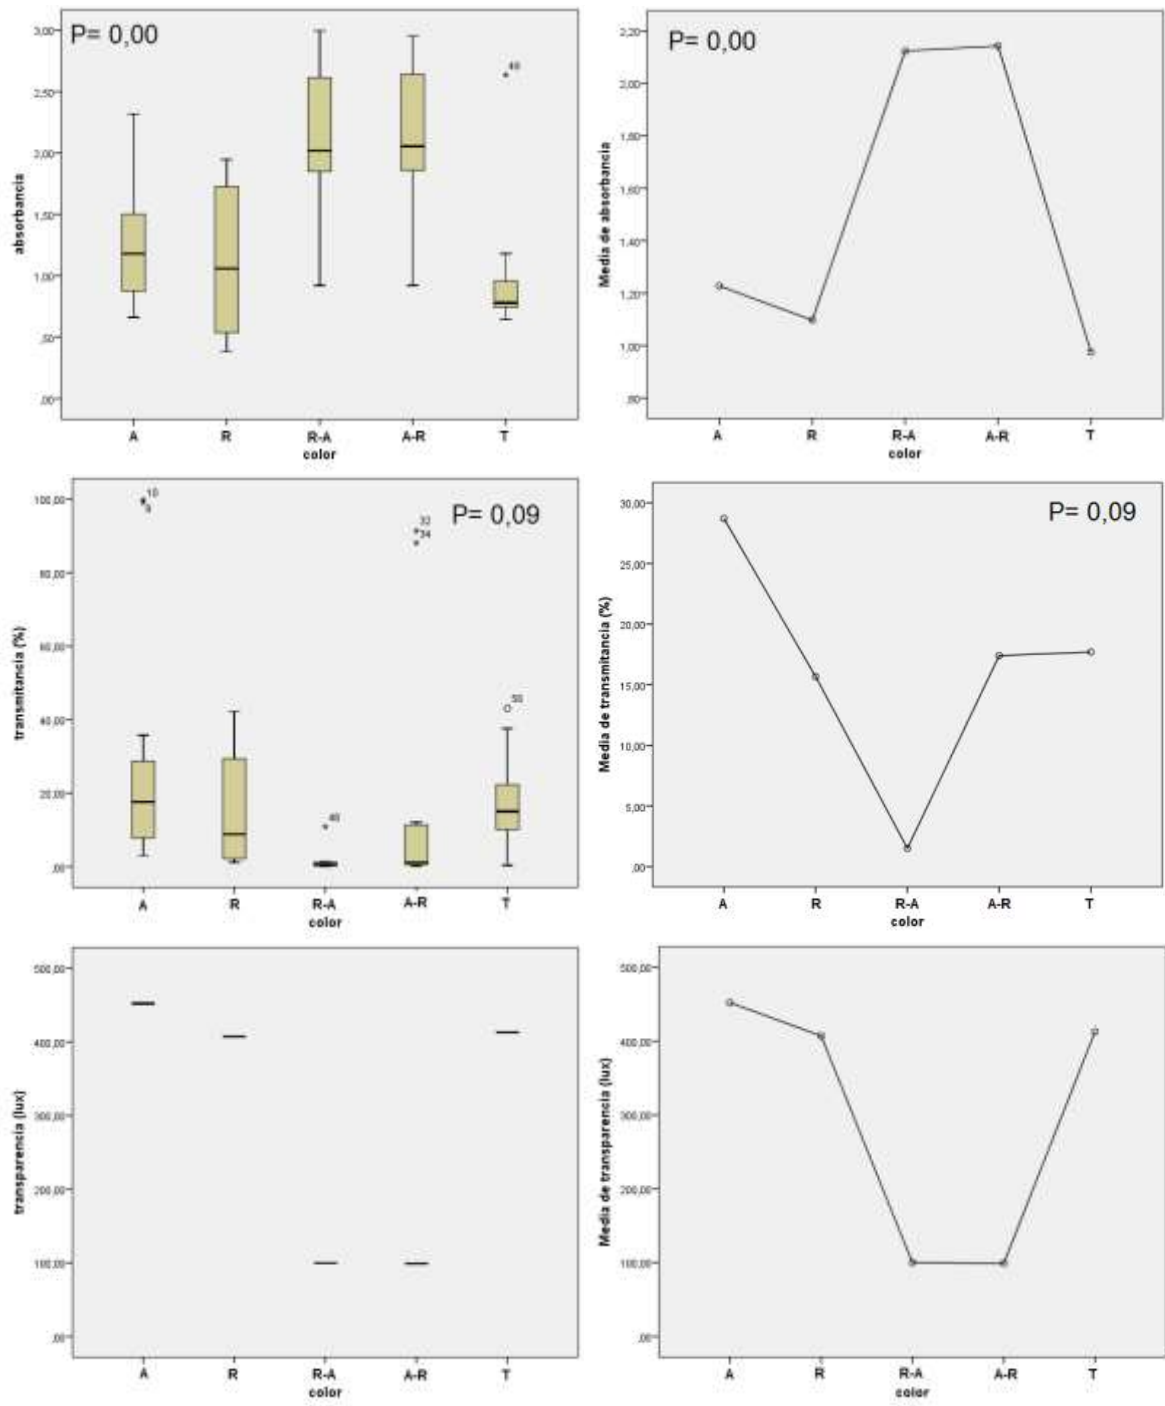 P= 0,00
3,00
2,50
2,00
1,50
1,00
,50
,00
absorbancia
A R R-A A-R T
color
P= 0,00
2,20
2,00
1,80
1,60
1,40
1,20
1,00
,80
Media de absorbancia
A R R-A A-R T
color
P= 0,09
100,00
80,00
60,00
40,00
20,00
,00
transmitancia (%)
10
9
32
34
A R R-A A-R T
color
P= 0,09
30,00
25,00
20,00
15,00
10,00
5,00
,00
Media de transmitancia (%)
A R R-A A-R T
color
500,00
400,00
300,00
200,00
100,00
,00
transparencia (lux)
A R R-A A-R T
color
500,00
400,00
300,00
200,00
100,00
,00
Media de transparencia (lux)
A R R-A A-R T
color